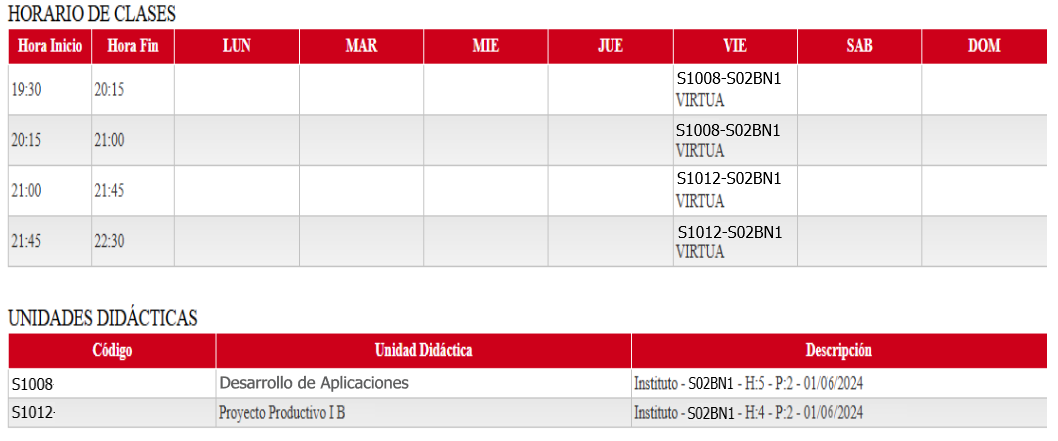 HORARIO DE CLASES
Hora Inicio Hora Fin LUN MAR MIE JUE VIE SAB DOM
19:30 20:15 S1008-S02BN1
VIRTUA
20:15 21:00 S1008-S02BN1
VIRTUA
21:00 21:45 S1012-S02BN1
VIRTUA
21:45 22:30 S1012-S02BN1
VIRTUA
UNIDADES DIDÁCTICAS
Código Unidad Didáctica Descripción
S1008 Desarrollo de Aplicaciones Instituto - S02BN1 - H:5 - P:2 - 01/06/2024
S1012- Proyecto Productivo I B Instituto - S02BN1 - H:4 - P:2 - 01/06/2024